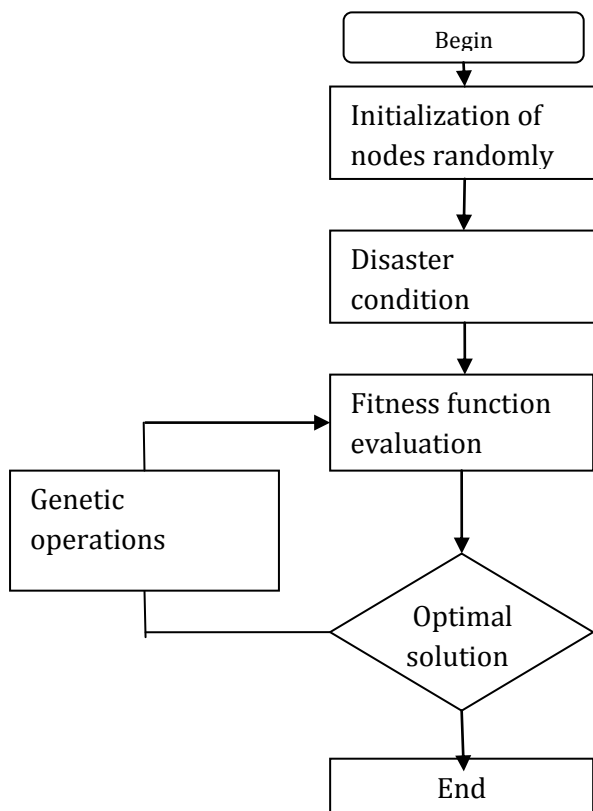 Begin
Initialization of
nodes randomly
Disaster
condition
Fitness function
evaluation
Genetic
operations
Optimal
solution
End